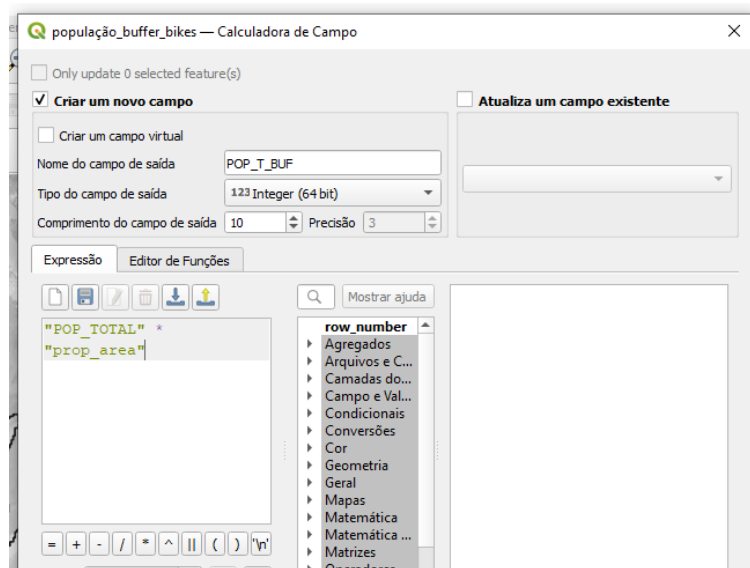 população_buffer_bikes — Calculadora de Campo
Only update 0 selected feature(s)
Criar um novo campo
Atualiza um campo existente
Criar um campo virtual
Nome do campo de saída POP_T_BUF
Tipo do campo de saída 123 Integer (64 bit)
Comprimento do campo de saída 10 Precisão 3
Expressão Editor de Funções
Mostrar ajuda
"POP_TOTAL" *
"prop_area"
row_number
Agregados
Arquivos e C...
Camadas do...
Campo e Val...
Condicionais
Conversões
Cor
Geometria
Geral
Mapas
Matemática
Matemática ...
Matrizes
= + - / * ^ || ( ) '\n'